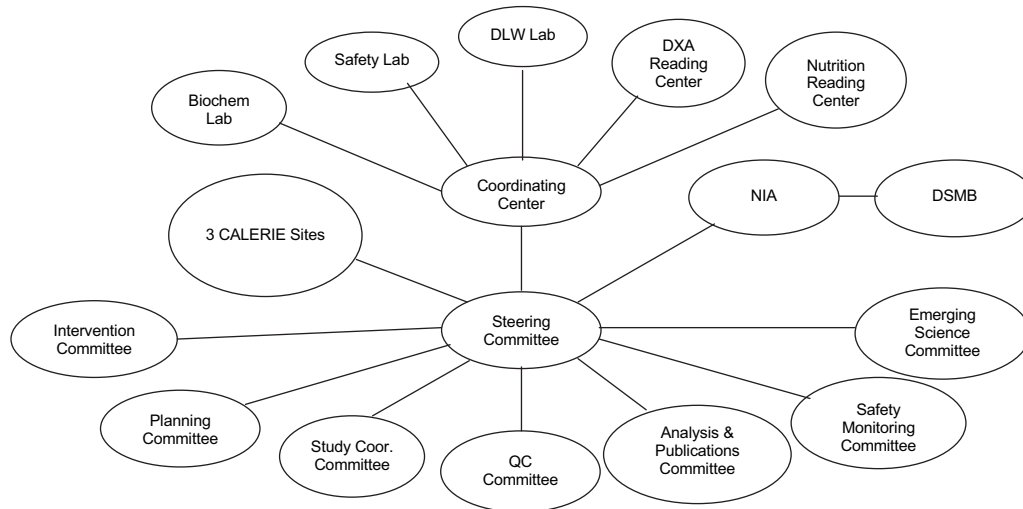 DLW Lab
Safety Lab
DXA
Reading
Center
Nutrition
Reading
Center
Biochem
Lab
Coordinating
Center
NIA
DSMB
3 CALERIE Sites
Steering
Committee
Emerging
Science
Committee
Intervention
Committee
Planning
Committee
Study Coor.
Committee
QC
Committee
Analysis &
Publications
Committee
Safety
Monitoring
Committee